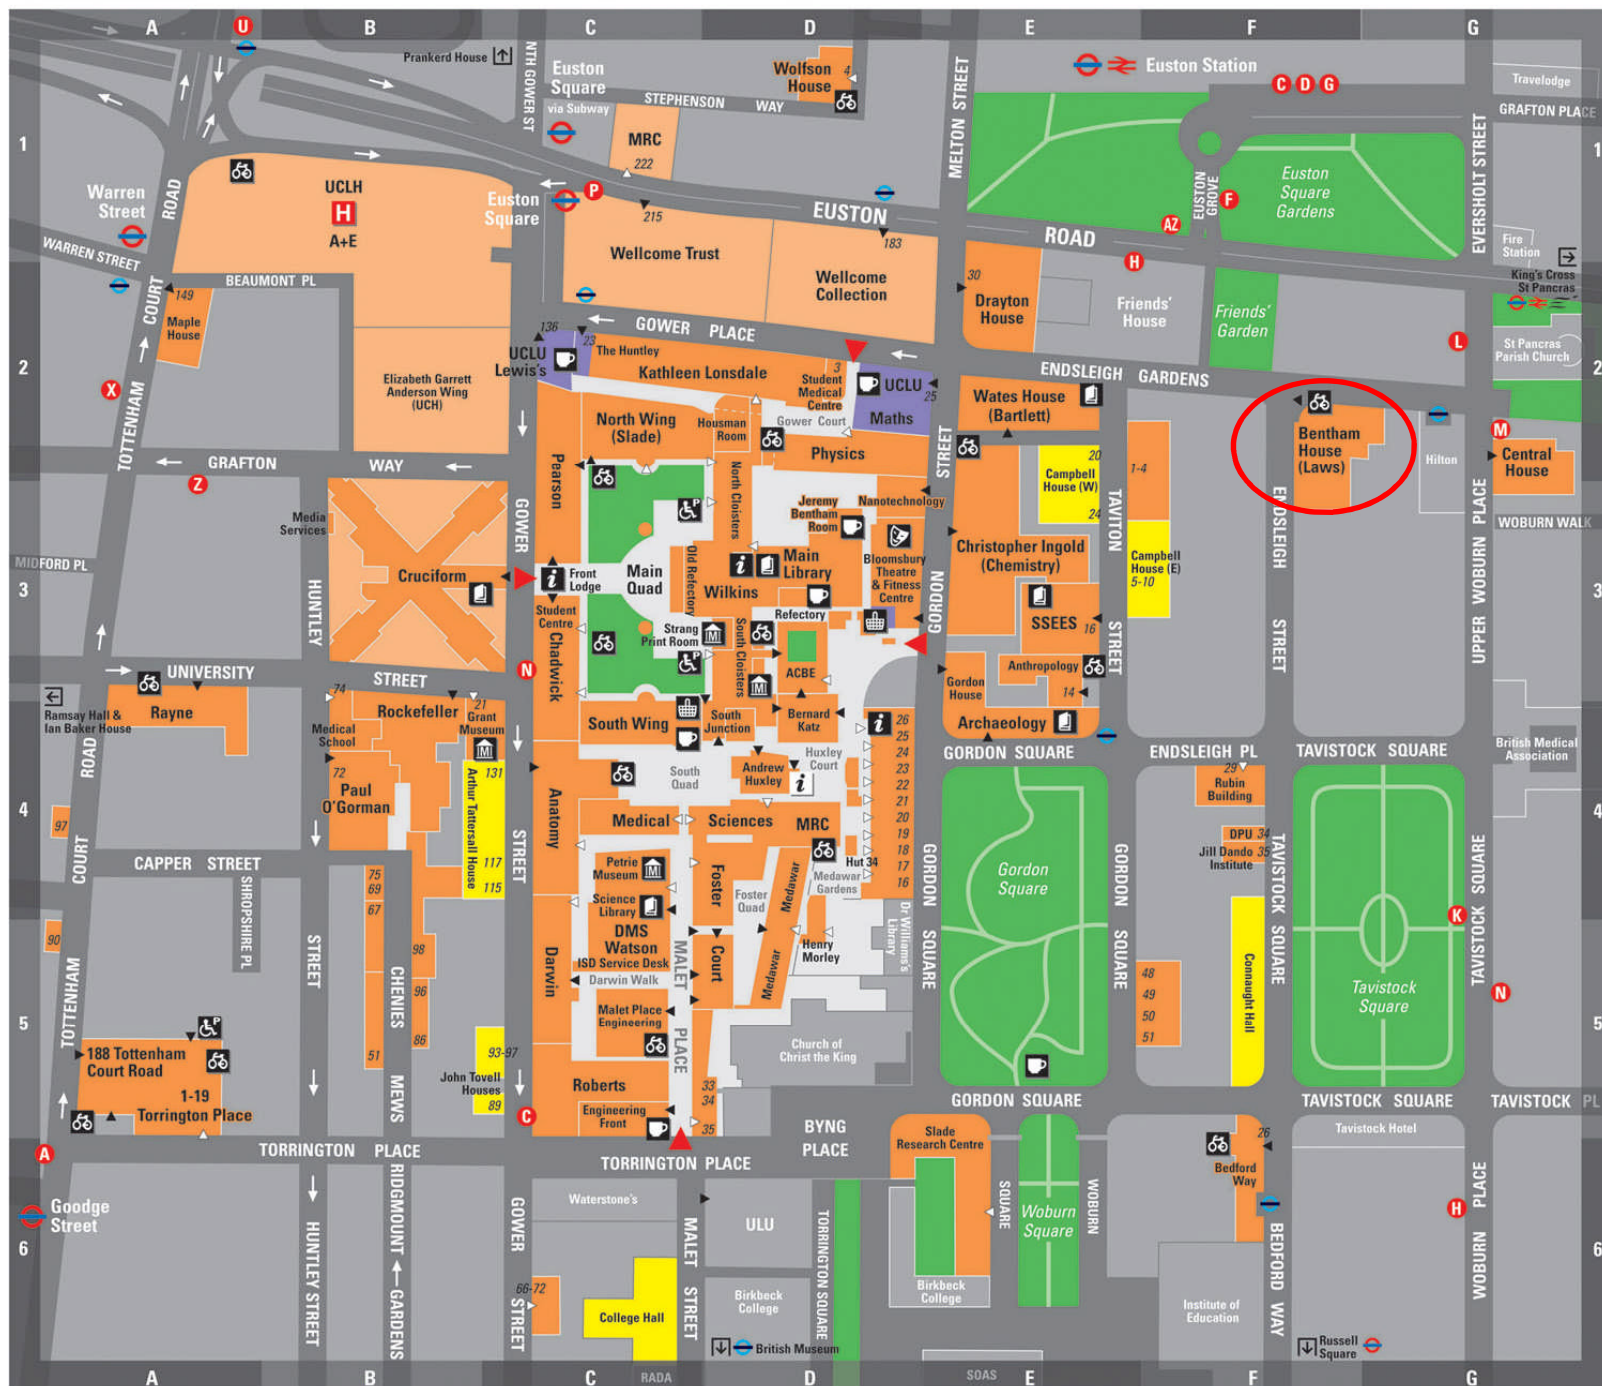 A
B
C
D
E
F
G
U
Prankerd House
NTH GOWER ST
Euston
Square
via Subway
Wolfson
House
4
STEPHENSON WAY
MELTON STREET
Euston Station
C D G
Travelodge
GRAFTON PLACE
1
MRC
222
1
UCLH
H
A+E
Warren
Street
ROAD
Euston
Square
P
215
EUSTON
183
ROAD
AZ
EUSTON
GROVE
F
Euston
Square
Gardens
EVERSHOLT STREET
Fire
Station
King's Cross
St Pancras
WARREN STREET
BEAUMONT PL
Wellcome Trust
Wellcome
Collection
H
149
Maple
House
COURT
30
Drayton
House
Friends'
House
Friends'
Garden
L
St Pancras
Parish Church
2
2
136
23
UCLU
Lewis's
GOWER PLACE
The Huntley
Kathleen Lonsdale
3
Student
Medical
Centre
UCLU
25
Maths
ENDSLEIGH GARDENS
X
Elizabeth Garrett
Anderson Wing
(UCH)
North Wing
(Slade)
Housman
Room
Gower Court
Wates House
(Bartlett)
Bentham
House
(Laws)
Hilton
M
Central
House
TOTTENHAM
GRAFTON WAY
Z
Pearson
Physics
STREET
20
Campbell
House (W)
24
1-4
TAVITON
ENDSLEIGH
UPPER WOBURN PLACE
WOBURN WALK
Media
Services
GOWER
North Cloisters
Jeremy
Bentham
Room
Nanotechnology
Christopher Ingold
(Chemistry)
Campbell
House (E)
5-10
MIDFORD PL
Cruciform
Front
Lodge
Main
Quad
Old Refectory
Main
Library
Wilkins
Bloomsbury
Theatre
& Fitness
Centre
3
3
HUNTLEY
Student
Centre
Chadwick
Strang
Print Room
South Cloisters
Refectory
GORDON
SSEES
16
STREET
STREET
UNIVERSITY STREET
N
ACBE
Anthropology
Gordon
House
14
Ramsay Hall &
Ian Baker House
Rayne
74
Rockefeller
21
Grant
Museum
South Wing
South
Junction
Bernard
Katz
26
25
24
23
22
21
20
19
18
17
16
Archaeology
GORDON SQUARE
ENDSLEIGH PL
TAVISTOCK SQUARE
British Medical
Association
ROAD
Medical
School
72
Paul
O'Gorman
131
Arthur Tattersall House
117
115
South
Quad
Andrew
Huxley
Huxley
Court
29
Rubin
Building
4
4
97
COURT
Anatomy
Medical Sciences
MRC
DPU 34
Jill Dando 35
Institute
CAPPER STREET
SHROPSHIRE PL
75
69
67
STREET
Petrie
Museum
Science
Library
DMS
Watson
ISD Service Desk
Foster
Foster
Quad
Medawar
Hut 34
Medawar
Gardens
GORDON
Gordon
Square
GORDON
TAVISTOCK SQUARE
TAVISTOCK SQUARE
K
90
98
STREET
Darwin
MALET
Court
Henry
Morley
Dr Williams's
Library
SQUARE
SQUARE
TOTTENHAM
CHENIES
96
Darwin Walk
Medawar
48
49
50
51
Connaught Hall
Tavistock
Square
N
5
5
188 Tottenham
Court Road
1-19
Torrington Place
51
86
93-97
John Tovell
Houses
89
MEWS
Malet Place
Engineering
PLACE
Church of
Christ the King
C
Roberts
Engineering
Front
33
34
35
GORDON SQUARE
TAVISTOCK SQUARE
TAVISTOCK PL
A
TORRINGTON PLACE
TORRINGTON PLACE
BYNG
PLACE
Slade
Research Centre
26
Bedford
Way
Tavistock Hotel
Goodge
Street
Waterstone's
ULU
SQUARE
Woburn
Square
WOBURN
H
6
6
HUNTLEY STREET
RIDGMOUNT GARDENS
GOWER
STREET
66-72
College Hall
MALET
STREET
Birkbeck
College
TORRINGTON SQUARE
Birkbeck
College
Institute of
Education
BEDFORD WAY
WOBURN PLACE
British Museum
Russell
Square
RADA
SOAS
A
B
C
D
E
F
G